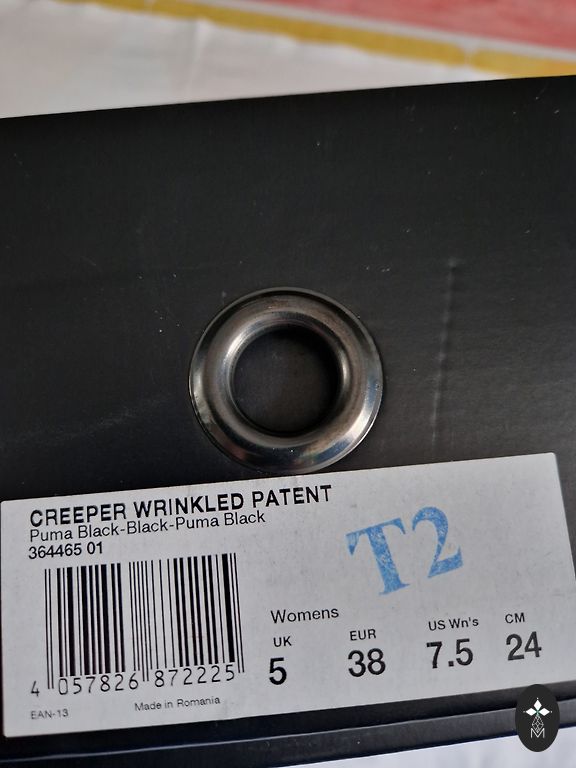 CREEPER WRINKLED PATENT
Puma Black-Black-Puma Black
364465 01
T2
Womens
UK EUR US Wn's CM
5 38 7.5 24
4 057826 872225
EAN-13 Made in Romania
M